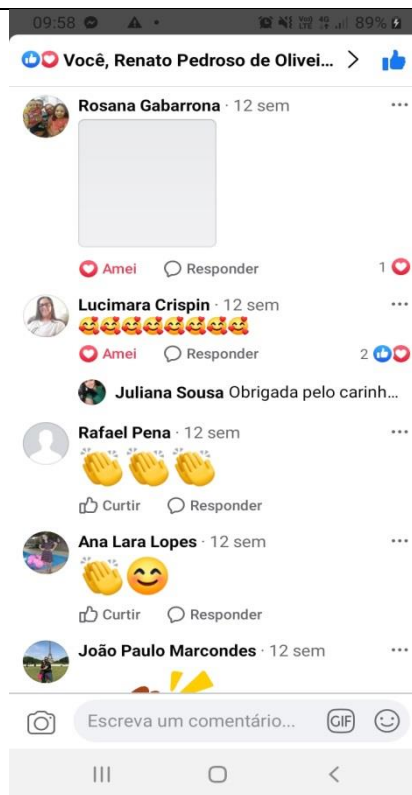 09:58 89%
Você, Renato Pedroso de Olivei...
Rosana Gabarrona · 12 sem
Amei Responder 1
Lucimara Crispin · 12 sem
🥰🥰🥰🥰🥰🥰🥰🥰
Amei Responder 2
Juliana Sousa Obrigada pelo carinh...
Rafael Pena · 12 sem
👏👏👏
Curtir Responder
Ana Lara Lopes · 12 sem
👏😊
Curtir Responder
João Paulo Marcondes · 12 sem
Escreva um comentário... GIF